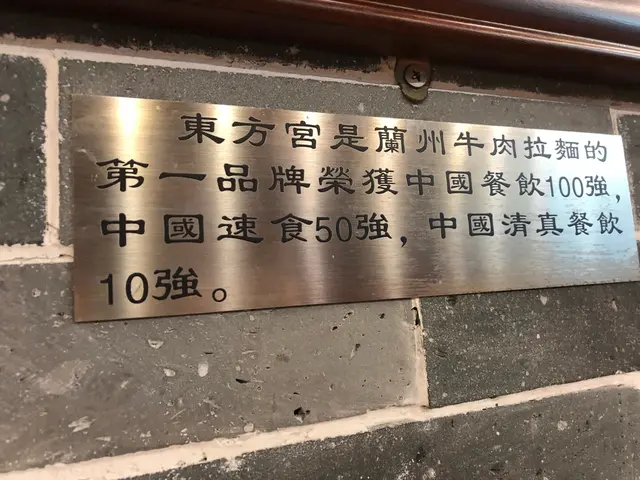 東方宮是蘭州牛肉拉麵的
第一品牌榮獲中國餐飲100強，
中國速食50強，中國清真餐飲
10強。